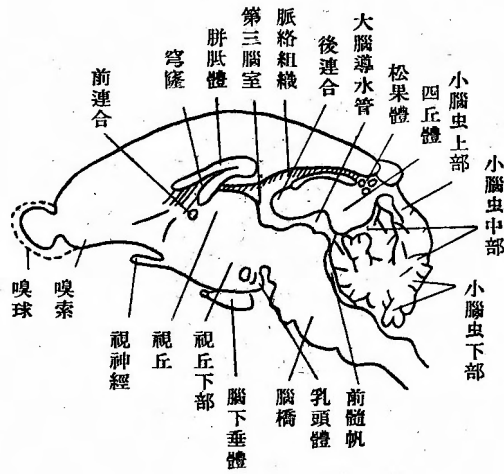 前連合
穹窿
胼胝體
第三腦室
脈絡組織
後連合
大腦導水管
松果體
四丘體
小腦虫上部
小腦虫中部
小腦虫下部
嗅球
嗅索
視神經
視丘
視丘下部
腦下垂體
腦橋
乳頭體
前髓帆